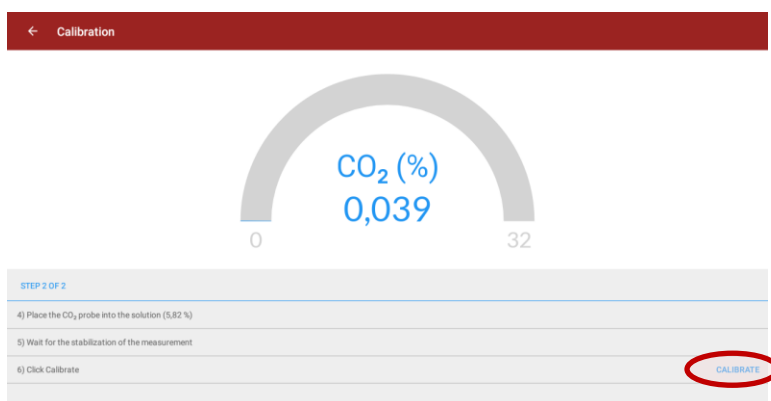 ← Calibration
CO₂ (%)
0,039
0 32
STEP 2 OF 2
4) Place the CO₂ probe into the solution (5,82 %)
5) Wait for the stabilization of the measurement
6) Click Calibrate CALIBRATE